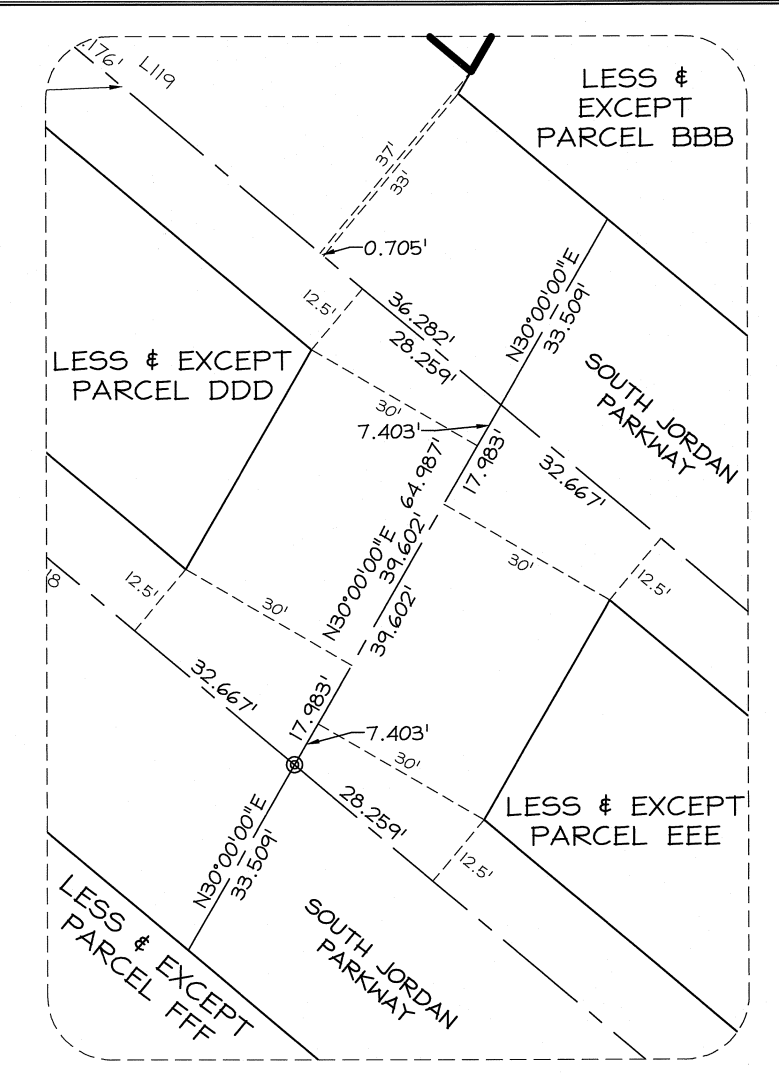 .176' L119
LESS &
EXCEPT
PARCEL BBB
37'
33'
0.705'
N30°00'00"E
33.509'
12.5'
36.282'
28.259'
LESS & EXCEPT
PARCEL DDD
SOUTH JORDAN
PARKWAY
30'
7.403'
64.987'
17.983'
32.667'
N30°00'00"E
39.602'
39.602'
30'
12.5'
18
12.5'
30'
32.667'
17.983'
7.403'
30'
28.259'
LESS & EXCEPT
PARCEL EEE
N30°00'00"E
33.509'
12.5'
LESS & EXCEPT
PARCEL FFF
SOUTH JORDAN
PARKWAY